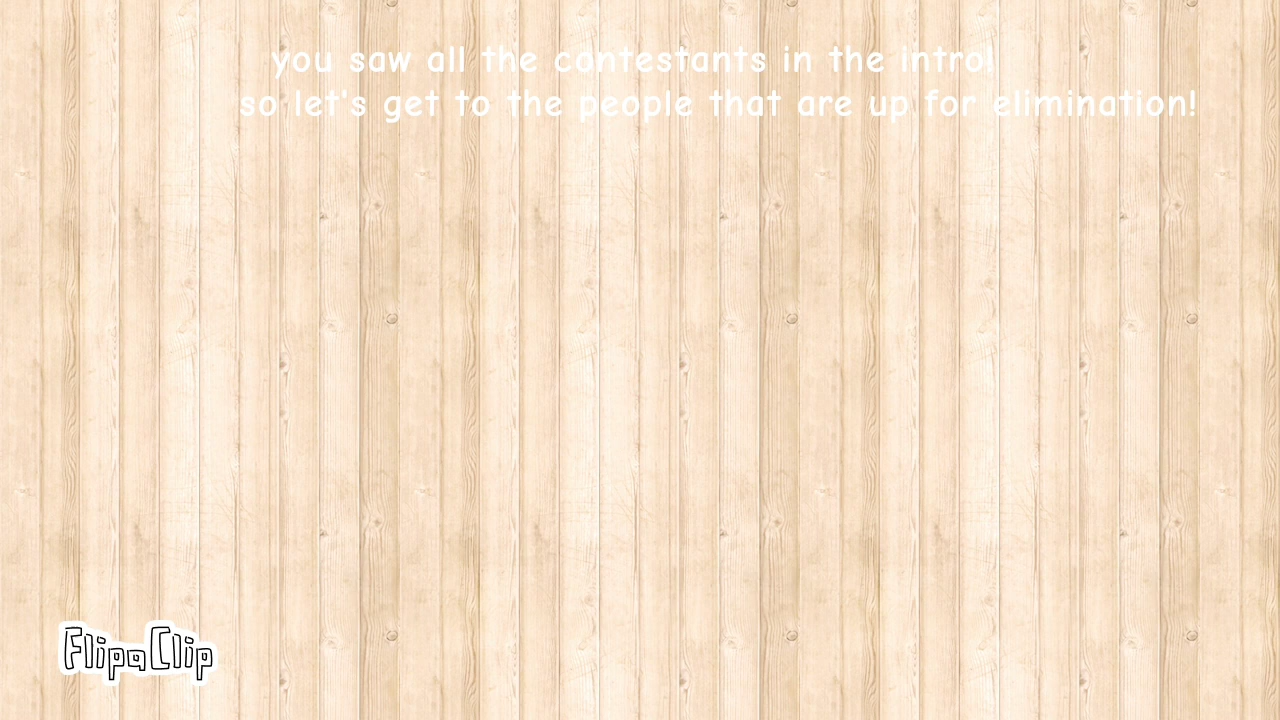 you saw all the contestants in the intro!
so let's get to the people that are up for elimination!
FlipaClip